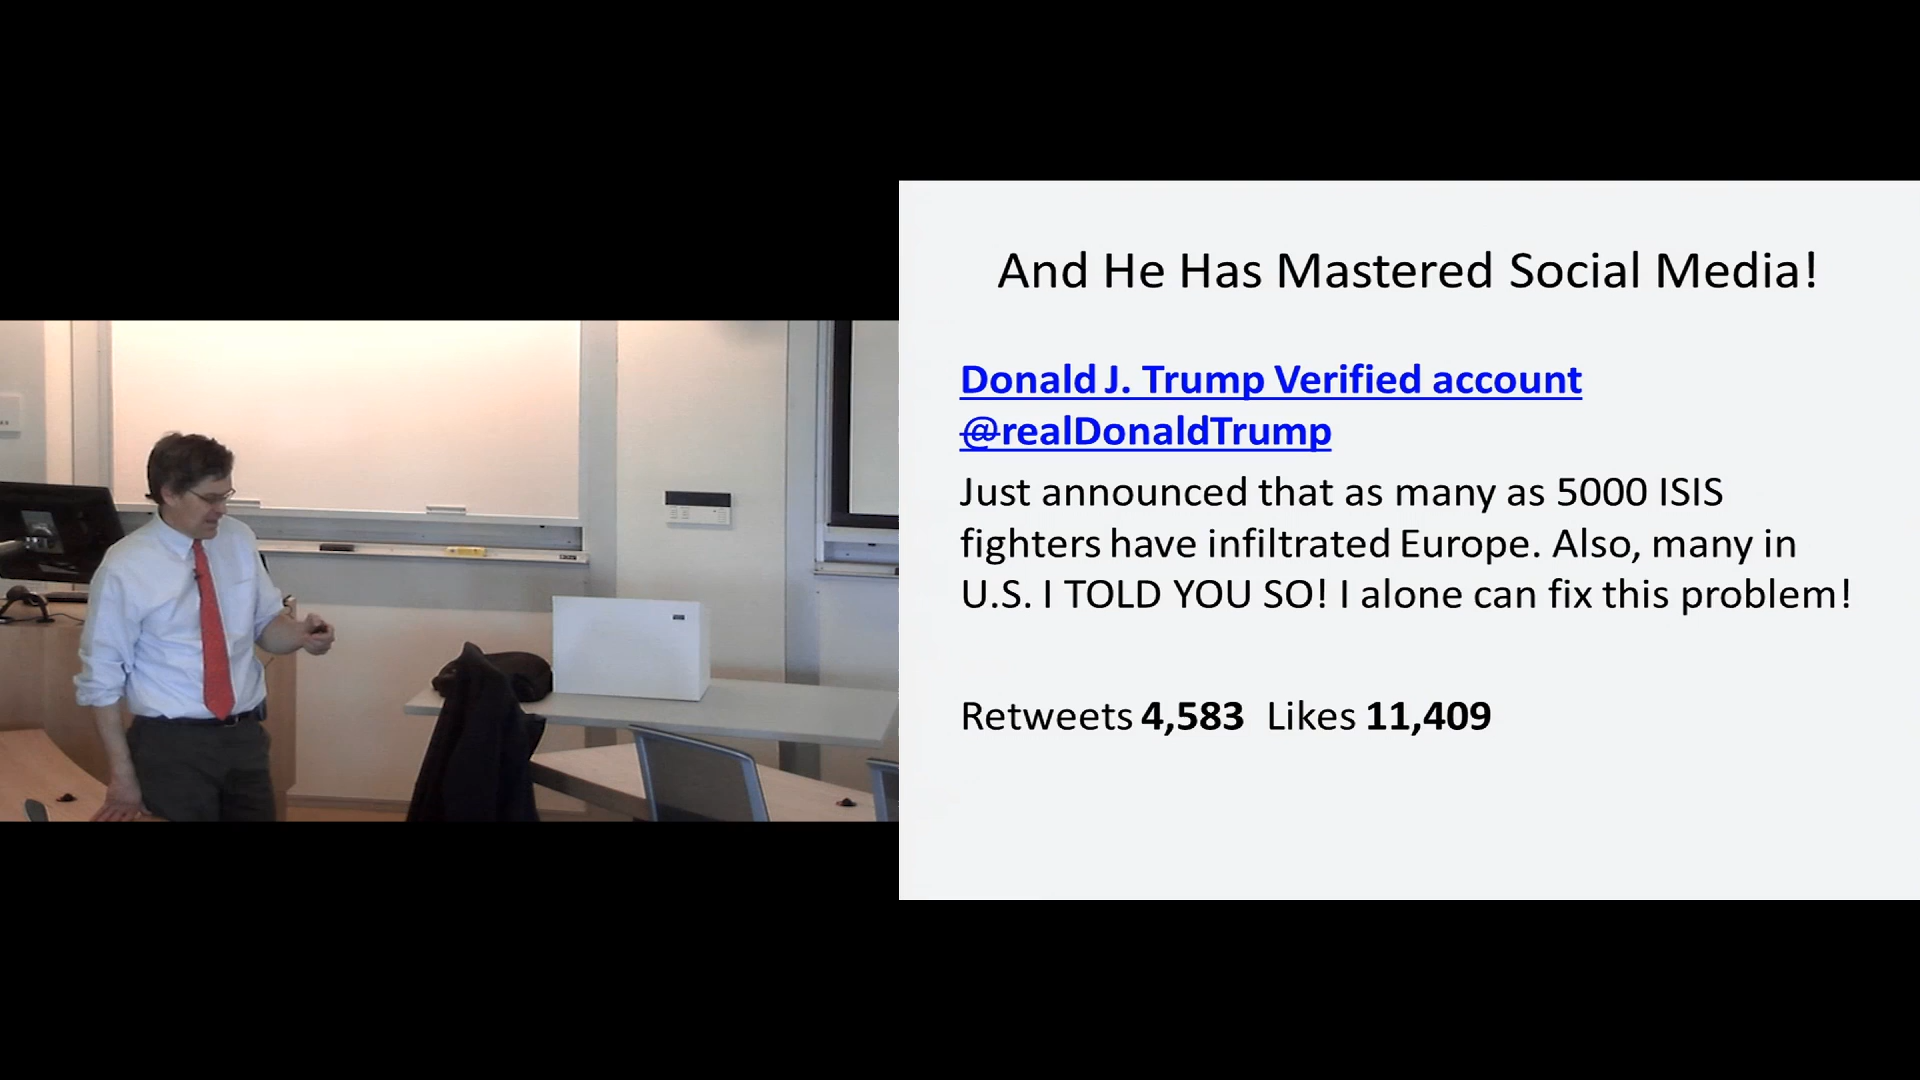 And He Has Mastered Social Media!
Donald J. Trump Verified account
@realDonaldTrump
Just announced that as many as 5000 ISIS
fighters have infiltrated Europe. Also, many in
U.S. I TOLD YOU SO! I alone can fix this problem!
Retweets 4,583 Likes 11,409